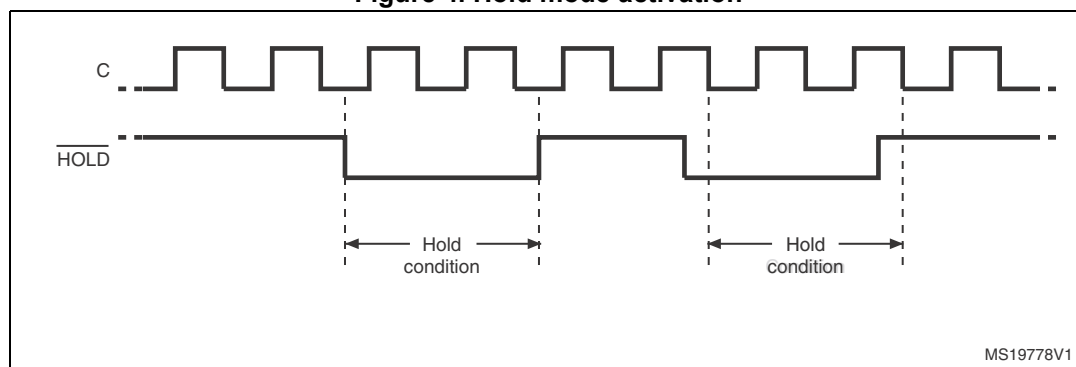 Figure 4. Hold mode activation
C
HOLD
Hold
condition
Hold
condition
MS19778V1